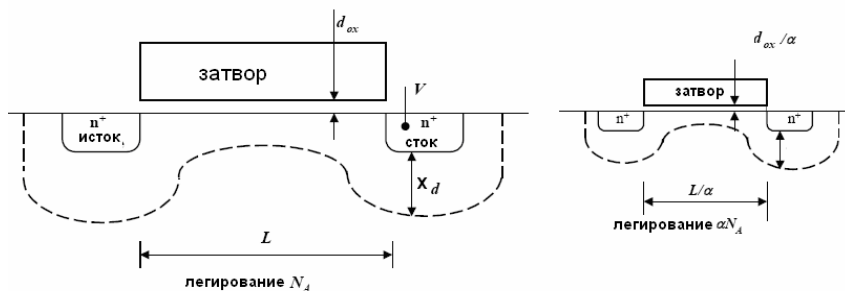 d_ox
затвор
V
n+
исток,
n+
сток
X_d
L
легирование N_A
d_ox/α
затвор
n+
n+
L/α
легирование αN_A